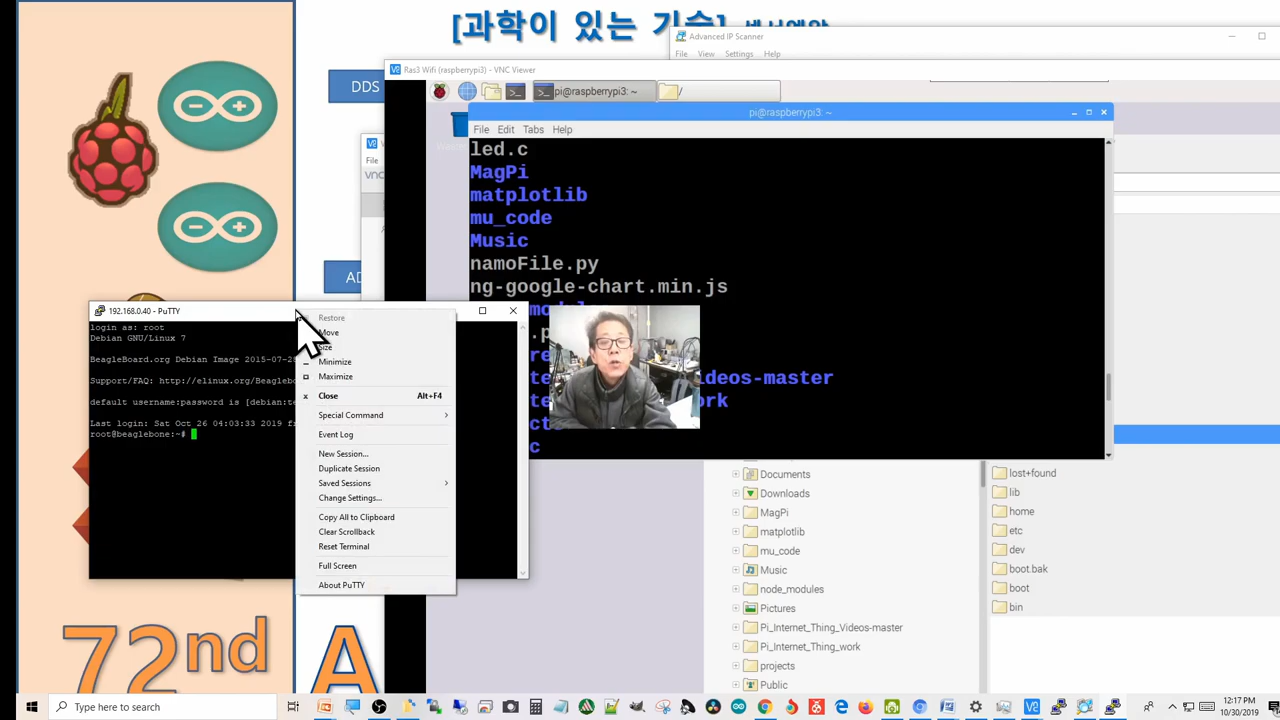 [과학이 있는 기술]
Advanced IP Scanner
File View Settings Help
DDS
Ras3 Wifi (raspberrypi3) - VNC Viewer
pi@raspberrypi3: ~
/
pi@raspberrypi3: ~
File Edit Tabs Help
led.c
MagPi
matplotlib
mu_code
Music
namoFile.py
ng-google-chart.min.js
ideos-master
File
192.168.0.40 - PuTTY
login as: root
Debian GNU/Linux 7
BeagleBoard.org Debian Image 2015-07-28
Support/FAQ: http://elinux.org/Beagleb
default username:password is [debian:te
Last login: Sat Oct 26 04:03:33 2019 fr
root@beaglebone:~#
Restore
Move
Size
Minimize
Maximize
Close Alt+F4
Special Command
Event Log
New Session...
Duplicate Session
Saved Sessions
Change Settings...
Copy All to Clipboard
Clear Scrollback
Reset Terminal
Full Screen
About PuTTY
Documents
Downloads
MagPi
matplotlib
mu_code
Music
node_modules
Pictures
Pi_Internet_Thing_Videos-master
Pi_Internet_Thing_work
projects
Public
lost+found
lib
home
etc
dev
boot.bak
boot
bin
72nd
A
Type here to search
12:17 PM
10/30/2019